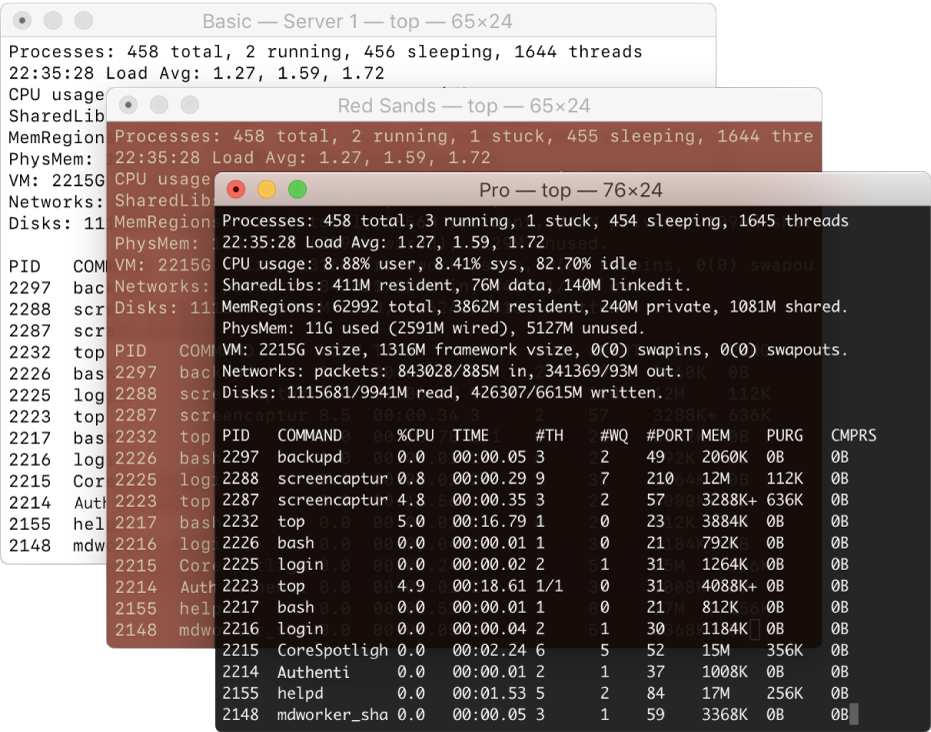 Basic — Server 1 — top — 65×24
Processes: 458 total, 2 running, 456 sleeping, 1644 threads
22:35:28 Load Avg: 1.27, 1.59, 1.72
CPU usage
SharedLib
MemRegion
PhysMem:
VM: 2215G
Networks:
Disks: 11
PID COM
2297 bac
2288 scr
2287 scr
2232 top
2226 bas
2225 log
2223 top
2217 bas
2216 log
2215 Cor
2214 Aut
2155 hel
2148 mdw
Red Sands — top — 65×24
Processes: 458 total, 2 running, 1 stuck, 455 sleeping, 1644 thre
22:35:28 Load Avg: 1.27, 1.59, 1.72
CPU usage
SharedLib
MemRegion
PhysMem:
VM: 2215G
Networks:
Disks: 11
PID COM
2297 back
2288 scre
2287 scre
2232 top
2226 bash
2225 logi
2223 top
2217 bash
2216 logi
2215 Core
2214 Auth
2155 help
2148 mdwo
Pro — top — 76×24
Processes: 458 total, 3 running, 1 stuck, 454 sleeping, 1645 threads
22:35:28 Load Avg: 1.27, 1.59, 1.72
CPU usage: 8.88% user, 8.41% sys, 82.70% idle
SharedLibs: 411M resident, 76M data, 140M linkedit.
MemRegions: 62992 total, 3862M resident, 240M private, 1081M shared.
PhysMem: 11G used (2591M wired), 5127M unused.
VM: 2215G vsize, 1316M framework vsize, 0(0) swapins, 0(0) swapouts.
Networks: packets: 843028/885M in, 341369/93M out.
Disks: 1115681/9941M read, 426307/6615M written.
PID COMMAND %CPU TIME #TH #WQ #PORT MEM PURG CMPRS
2297 backupd 0.0 00:00.05 3 2 49 2060K 0B 0B
2288 screencaptur 0.8 00:00.29 9 7 210 12M 112K 0B
2287 screencaptur 4.8 00:00.35 3 2 57 3288K+ 636K 0B
2232 top 5.0 00:16.79 1 0 23 3884K 0B 0B
2226 bash 0.0 00:00.01 1 0 21 792K 0B 0B
2225 login 0.0 00:00.02 2 1 31 1264K 0B 0B
2223 top 4.9 00:18.61 1/1 0 31 4088K+ 0B 0B
2217 bash 0.0 00:00.01 1 0 21 812K 0B 0B
2216 login 0.0 00:00.04 2 1 30 1184K 0B 0B
2215 CoreSpotligh 0.0 00:02.24 6 5 52 15M 356K 0B
2214 Authenti 0.0 00:00.01 2 1 37 1008K 0B 0B
2155 helpd 0.0 00:01.53 5 2 84 17M 256K 0B
2148 mdworker_sha 0.0 00:00.05 3 1 59 3368K 0B 0B